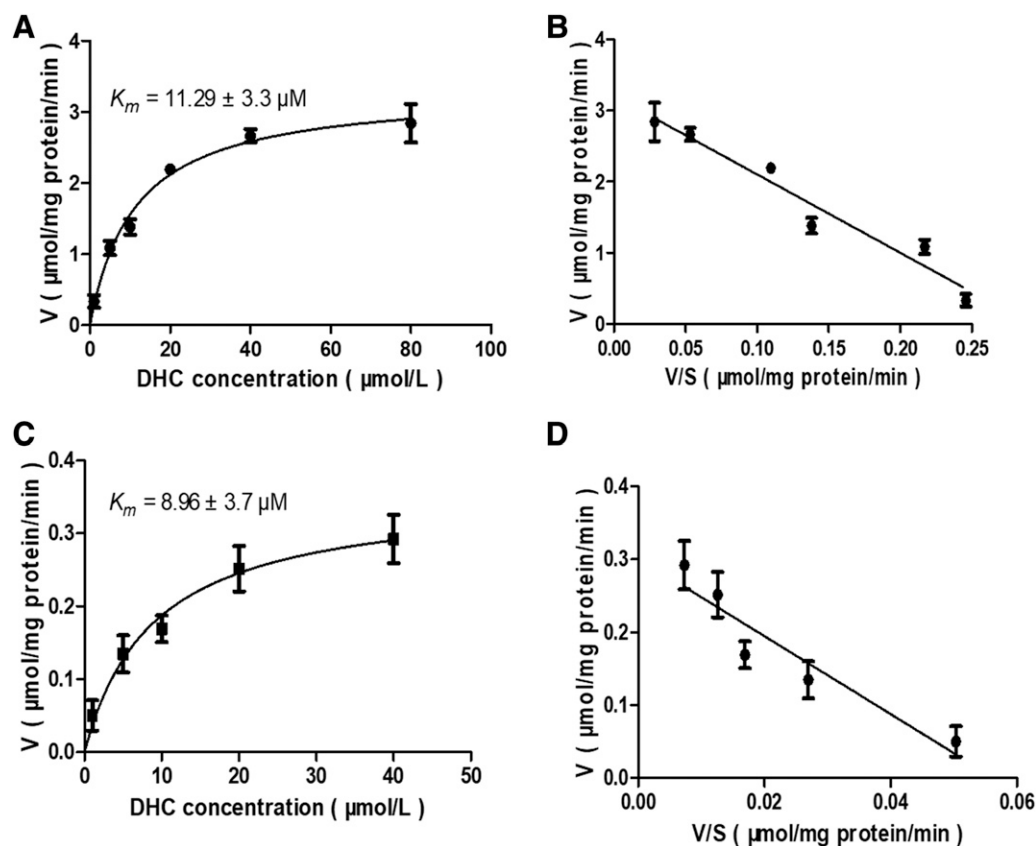 A
V ( µmol/mg protein/min )
4
3
2
1
0
K_m = 11.29 ± 3.3 µM
0 20 40 60 80 100
DHC concentration ( µmol/L )
B
V ( µmol/mg protein/min )
4
3
2
1
0
0.00 0.05 0.10 0.15 0.20 0.25
V/S ( µmol/mg protein/min )
C
V ( µmol/mg protein/min )
0.4
0.3
0.2
0.1
0.0
K_m = 8.96 ± 3.7 µM
0 10 20 30 40 50
DHC concentration ( µmol/L )
D
V ( µmol/mg protein/min )
0.4
0.3
0.2
0.1
0.0
0.00 0.02 0.04 0.06
V/S ( µmol/mg protein/min )